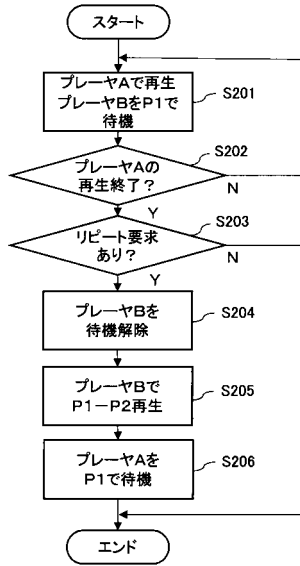 スタート
プレーヤAで再生
プレーヤBをP1で
待機
S201
プレーヤAの
再生終了？
S202
N
Y
リピート要求
あり？
S203
N
Y
プレーヤBを
待機解除
S204
プレーヤBで
P1－P2再生
S205
プレーヤAを
P1で待機
S206
エンド